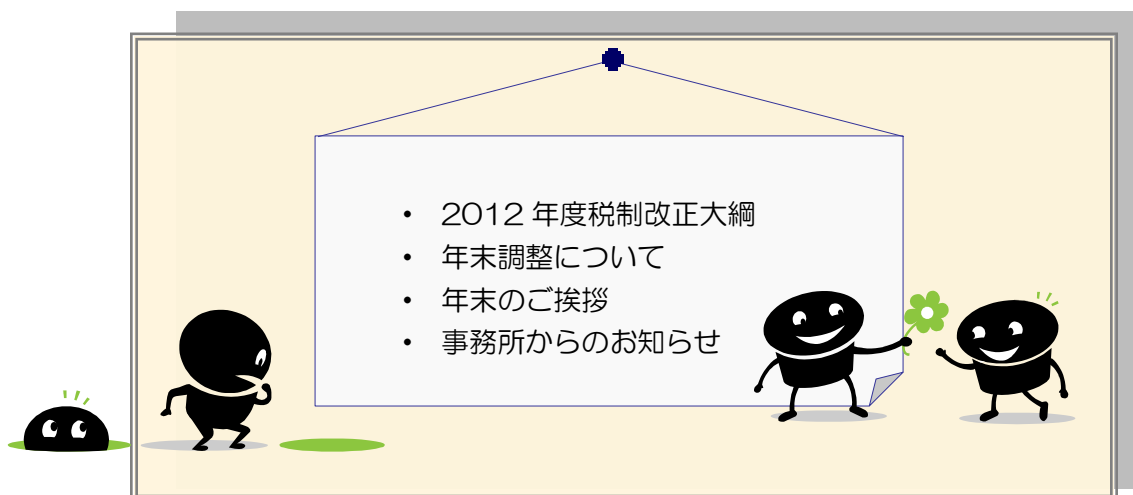 • 2012 年度税制改正大綱
• 年末調整について
• 年末のご挨拶
• 事務所からのお知らせ